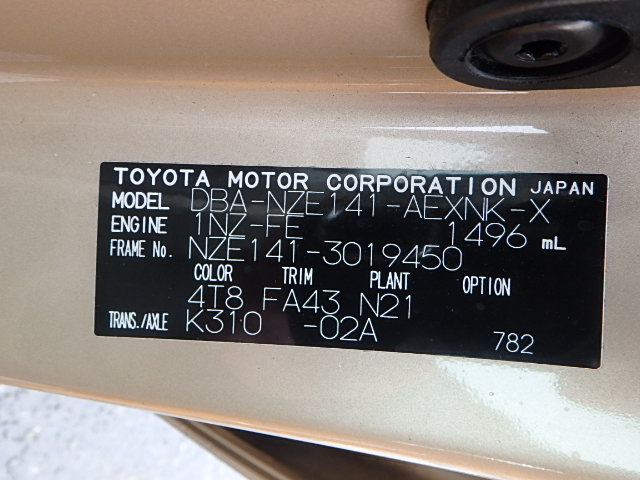 TOYOTA MOTOR CORPORATION JAPAN
MODEL DBA-NZE141-AEXNK-X
ENGINE 1NZ-FE 1496 mL
FRAME No. NZE141-3019450
COLOR TRIM PLANT OPTION
4T8 FA43 N21
TRANS./AXLE K310 -02A
782